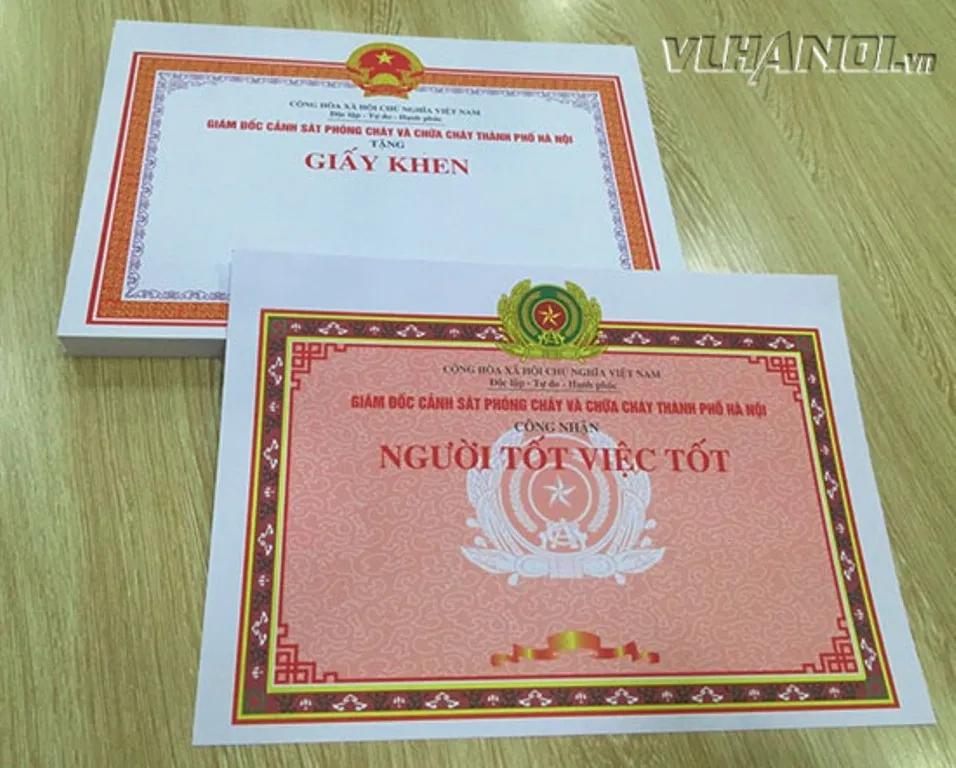 VLHANOI.vn
CỘNG HÒA XÃ HỘI CHỦ NGHĨA VIỆT NAM
Độc lập - Tự do - Hạnh phúc
GIÁM ĐỐC CẢNH SÁT PHÒNG CHÁY VÀ CHỮA CHÁY THÀNH PHỐ HÀ NỘI
TẶNG
GIẤY KHEN
CỘNG HÒA XÃ HỘI CHỦ NGHĨA VIỆT NAM
Độc lập - Tự do - Hạnh phúc
GIÁM ĐỐC CẢNH SÁT PHÒNG CHÁY VÀ CHỮA CHÁY THÀNH PHỐ HÀ NỘI
CÔNG NHẬN
NGƯỜI TỐT VIỆC TỐT